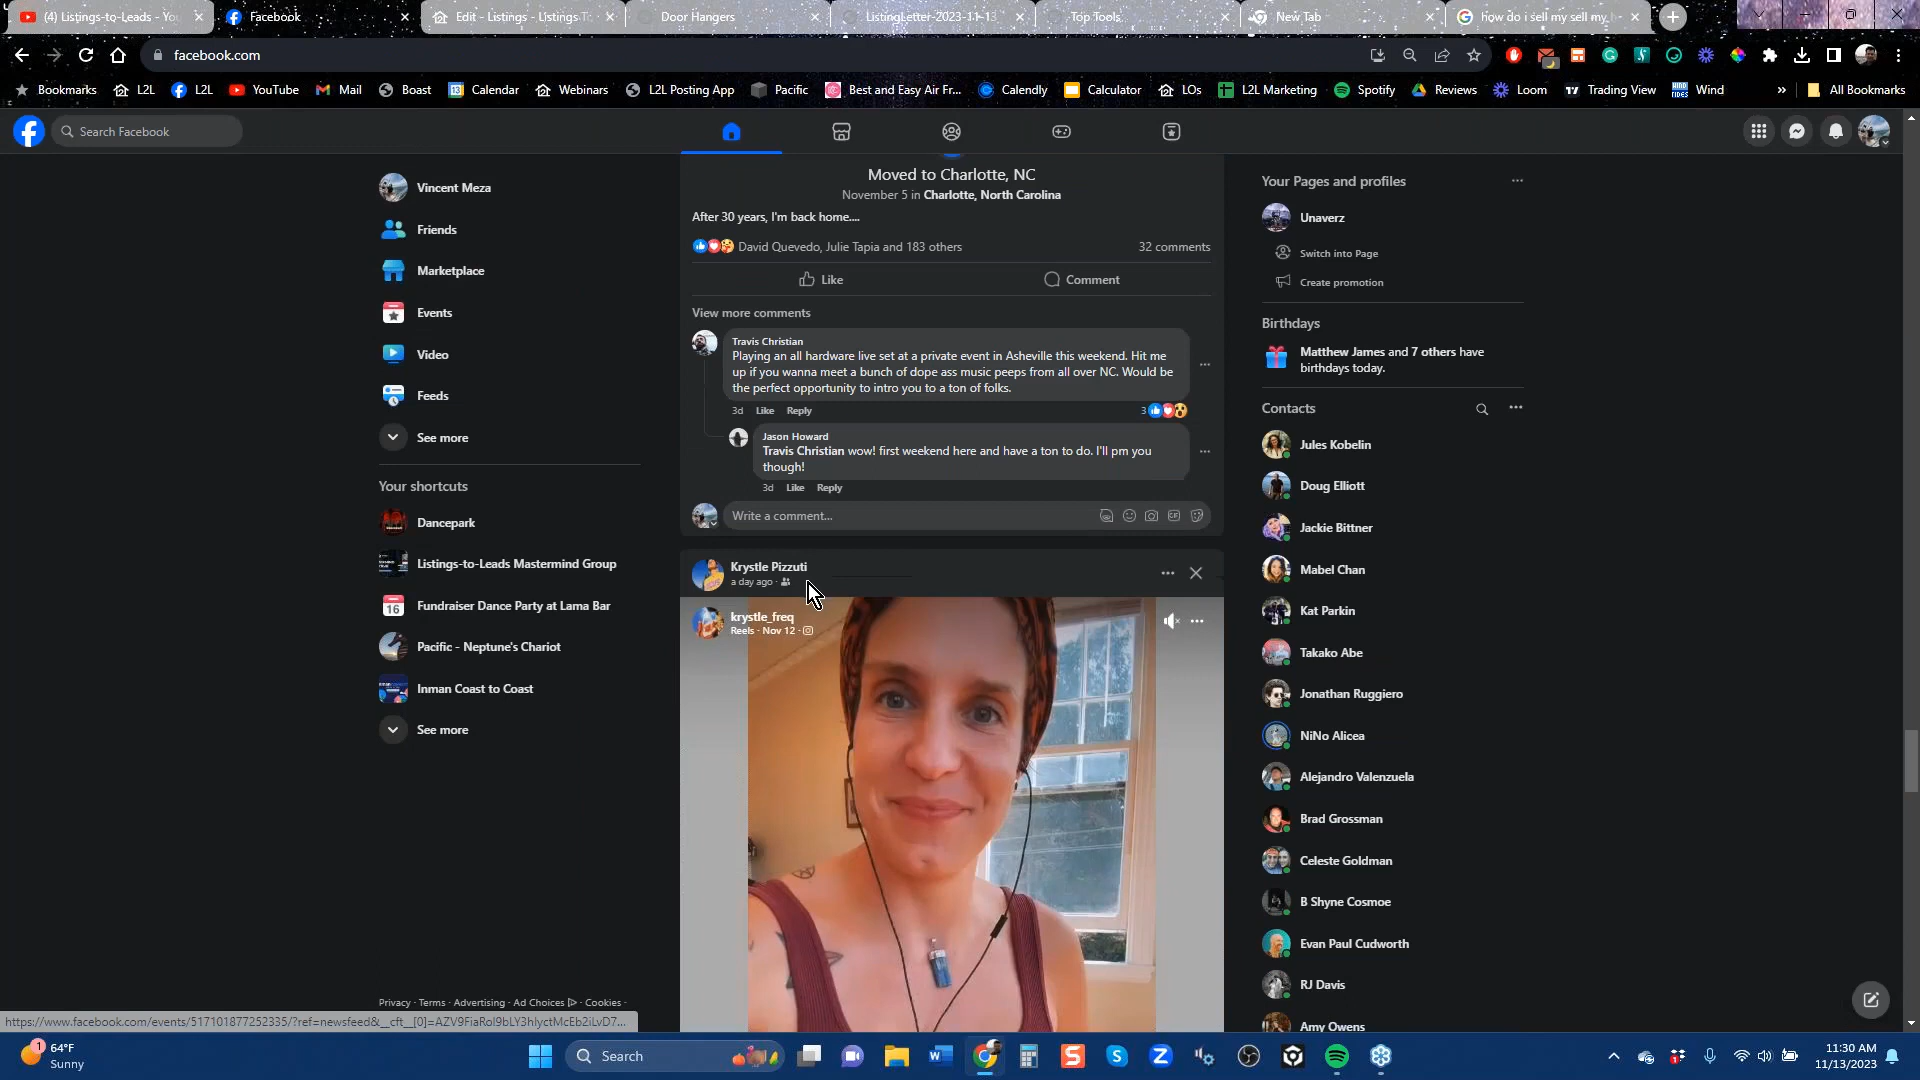 (4) Listings-to-Leads - You
Facebook
Edit - Listings - Listings To
Door Hangers
ListingLetter-2023-11-13
Top Tools
New Tab
how do i sell my sell my h
facebook.com
Bookmarks
L2L
L2L
YouTube
Mail
Boast
Calendar
Webinars
L2L Posting App
Pacific
Best and Easy Air Fr...
Calendly
Calculator
LOs
L2L Marketing
Spotify
Reviews
Loom
Trading View
Wind
»
All Bookmarks
Search Facebook
Vincent Meza
Friends
Marketplace
Events
Video
Feeds
See more
Your shortcuts
Dancepark
Listings-to-Leads Mastermind Group
16
Fundraiser Dance Party at Lama Bar
Pacific - Neptune's Chariot
Inman Coast to Coast
See more
Privacy · Terms · Advertising · Ad Choices · Cookies ·
https://www.facebook.com/events/517101877252335/?ref=newsfeed&__cft__[0]=AZV9FiaRol9bLY3hlyctMcEb2iLvD7...
Moved to Charlotte, NC
November 5 in Charlotte, North Carolina
After 30 years, I'm back home....
David Quevedo, Julie Tapia and 183 others
32 comments
Like
Comment
View more comments
Travis Christian
Playing an all hardware live set at a private event in Asheville this weekend. Hit me
up if you wanna meet a bunch of dope ass music peeps from all over NC. Would be
the perfect opportunity to intro you to a ton of folks.
3d Like Reply
3
Jason Howard
Travis Christian wow! first weekend here and have a ton to do. I'll pm you
though!
3d Like Reply
Write a comment...
Krystle Pizzuti
a day ago ·
krystle_freq
Reels · Nov 12 ·
Your Pages and profiles
Unaverz
Switch into Page
Create promotion
Birthdays
Matthew James and 7 others have
birthdays today.
Contacts
Jules Kobelin
Doug Elliott
Jackie Bittner
Mabel Chan
Kat Parkin
Takako Abe
Jonathan Ruggiero
NiNo Alicea
Alejandro Valenzuela
Brad Grossman
Celeste Goldman
B Shyne Cosmoe
Evan Paul Cudworth
RJ Davis
Amy Owens
1
64°F
Sunny
Search
11:30 AM
11/13/2023